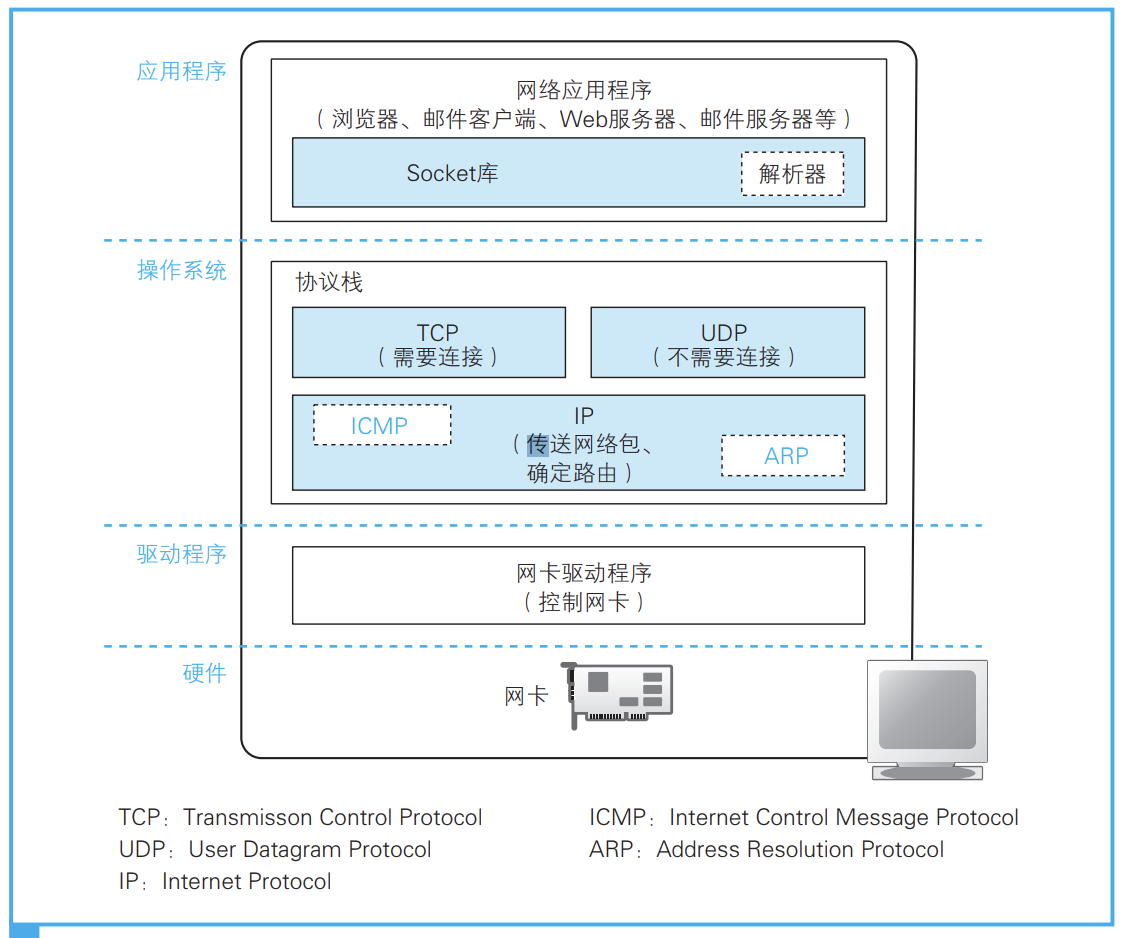 应用程序
网络应用程序
（浏览器、邮件客户端、Web服务器、邮件服务器等）
Socket库
解析器
操作系统
协议栈
TCP
（需要连接）
UDP
（不需要连接）
ICMP
IP
（传送网络包、
确定路由）
ARP
驱动程序
网卡驱动程序
（控制网卡）
硬件
网卡
TCP：Transmisson Control Protocol
UDP：User Datagram Protocol
IP：Internet Protocol
ICMP：Internet Control Message Protocol
ARP：Address Resolution Protocol